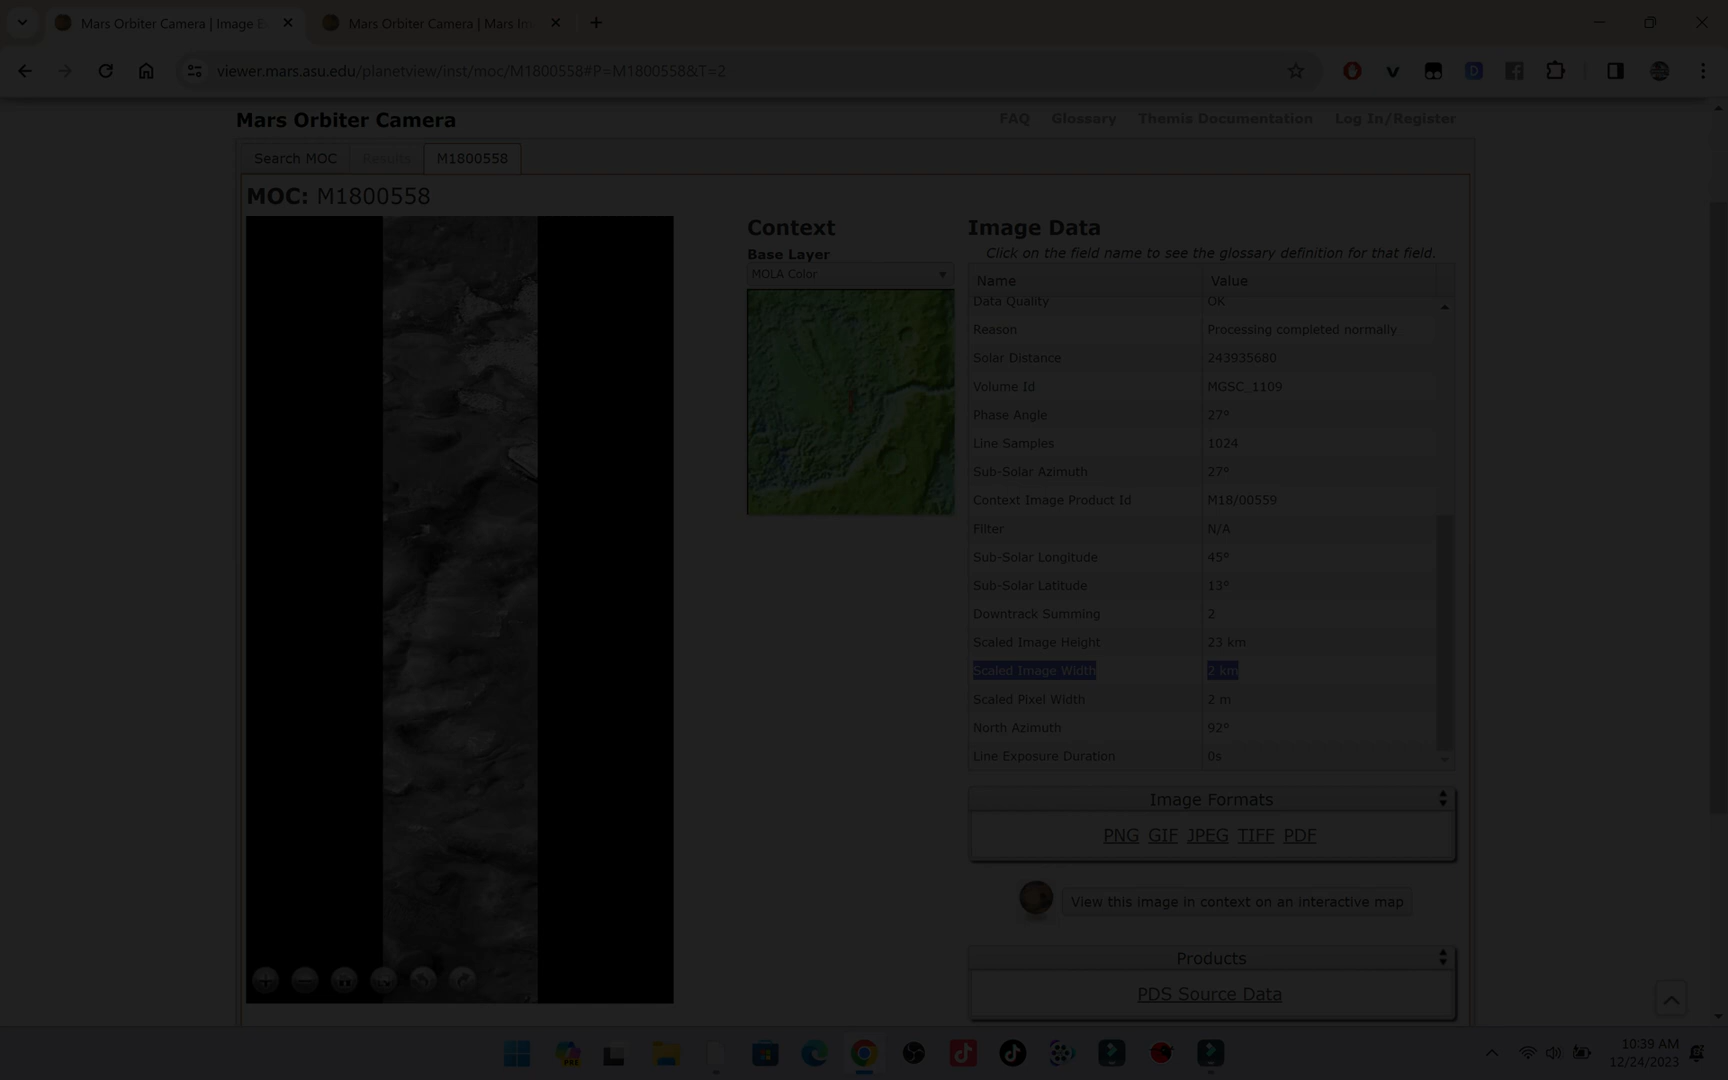 Mars Orbiter Camera | Image E
Mars Orbiter Camera | Mars Im
viewer.mars.asu.edu/planetview/inst/moc/M1800558#P=M1800558&T=2
Mars Orbiter Camera
FAQ Glossary Themis Documentation Log In/Register
Search MOC Results M1800558
MOC: M1800558
Context
Base Layer
MOLA Color
Image Data
Click on the field name to see the glossary definition for that field.
Name Value
Data Quality OK
Reason Processing completed normally
Solar Distance 243935680
Volume Id MGSC_1109
Phase Angle 27º
Line Samples 1024
Sub-Solar Azimuth 27º
Context Image Product Id M18/00559
Filter N/A
Sub-Solar Longitude 45º
Sub-Solar Latitude 13º
Downtrack Summing 2
Scaled Image Height 23 km
Scaled Image Width 2 km
Scaled Pixel Width 2 m
North Azimuth 92º
Line Exposure Duration 0s
Image Formats
PNG GIF JPEG TIFF PDF
View this image in context on an interactive map
Products
PDS Source Data
PRE
10:39 AM
12/24/2023